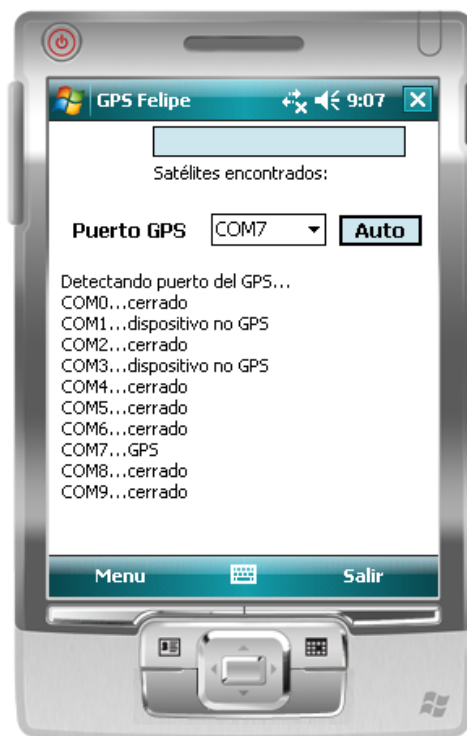 GPS Felipe 9:07
Satélites encontrados:
Puerto GPS COM7 Auto
Detectando puerto del GPS...
COM0...cerrado
COM1...dispositivo no GPS
COM2...cerrado
COM3...dispositivo no GPS
COM4...cerrado
COM5...cerrado
COM6...cerrado
COM7...GPS
COM8...cerrado
COM9...cerrado
Menu Salir